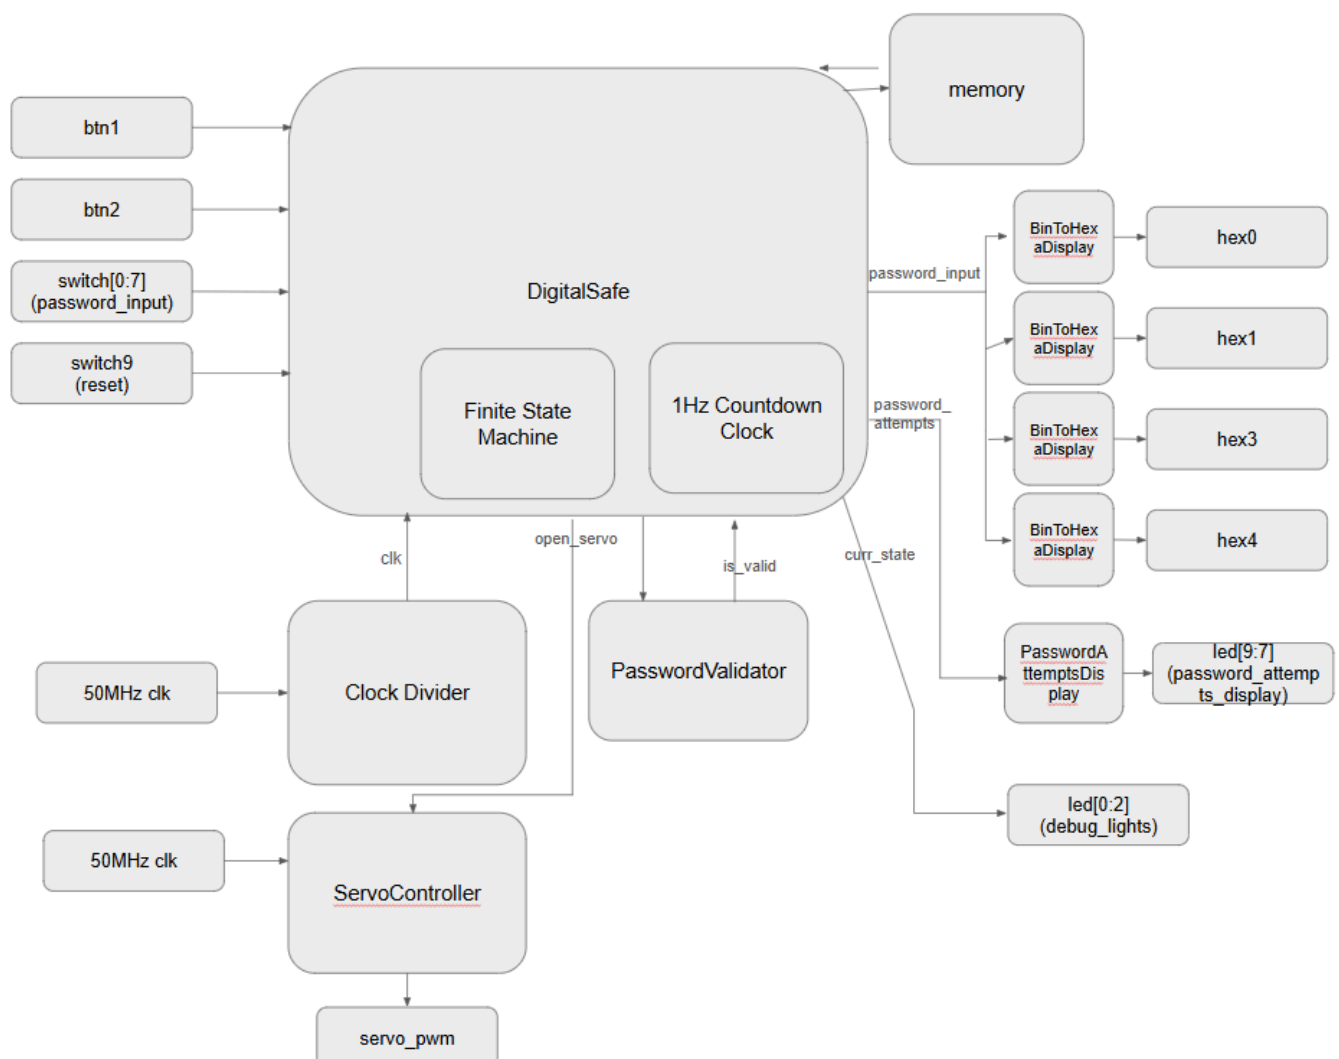 memory
btn1
btn2
switch[0:7]
(password_input)
switch9
(reset)
DigitalSafe
Finite State
Machine
1Hz Countdown
Clock
password_input
password_
attempts
BinToHex
aDisplay
hex0
BinToHex
aDisplay
hex1
BinToHex
aDisplay
hex3
BinToHex
aDisplay
hex4
clk
open_servo
is_valid
curr_state
50MHz clk
Clock Divider
PasswordValidator
PasswordA
ttemptsDis
play
led[9:7]
(password_attemp
ts_display)
led[0:2]
(debug_lights)
50MHz clk
ServoController
servo_pwm